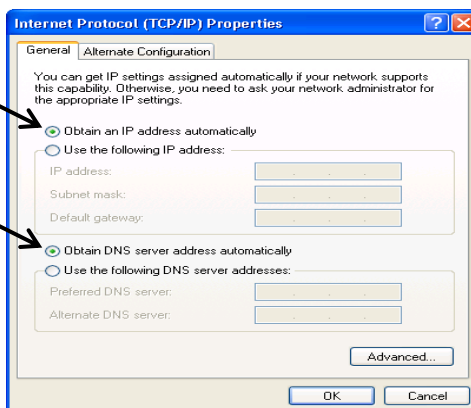 Internet Protocol (TCP/IP) Properties
General
Alternate Configuration
You can get IP settings assigned automatically if your network supports
this capability. Otherwise, you need to ask your network administrator for
the appropriate IP settings.
Obtain an IP address automatically
Use the following IP address:
IP address:
Subnet mask:
Default gateway:
Obtain DNS server address automatically
Use the following DNS server addresses:
Preferred DNS server:
Alternate DNS server:
Advanced...
OK
Cancel